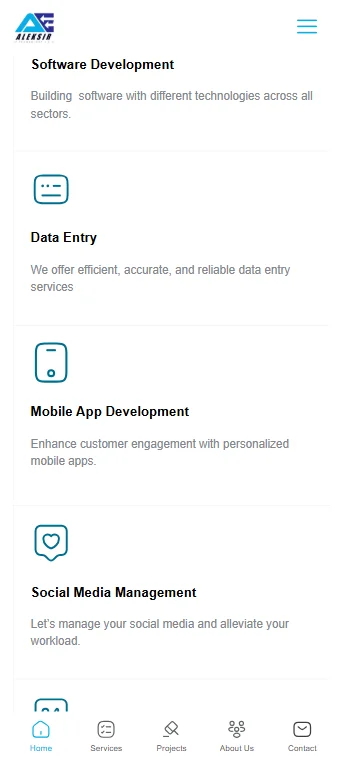 ALEKSIA
Software Development
Building  software with different technologies across all
sectors.
Data Entry
We offer efficient, accurate, and reliable data entry
services
Mobile App Development
Enhance customer engagement with personalized
mobile apps.
Social Media Management
Let's manage your social media and alleviate your
workload.
Home Services Projects About Us Contact